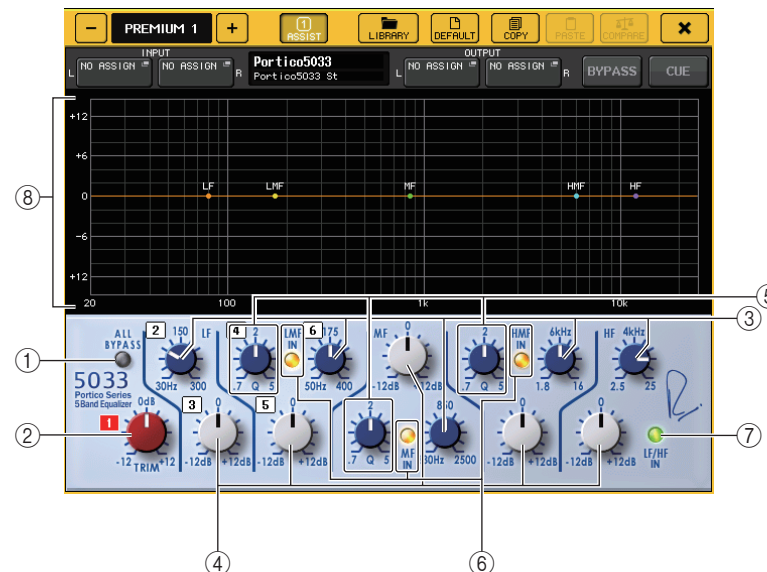 − PREMIUM 1 + 1 ASSIST LIBRARY DEFAULT COPY PASTE COMPARE ×
INPUT OUTPUT
L NO ASSIGN NO ASSIGN R Portico5033 L NO ASSIGN NO ASSIGN R BYPASS CUE
Portico5033 St
+12
+6
LF LMF MF HMF HF
8 0
-6
-12
20 100 1k 10k
5
3
ALL BYPASS 2 150 LF 4 2 LMF IN 6 175 MF 0 2 HMF IN 6kHz HF 4kHz
1
30Hz 300 .7 Q 5 50Hz 400 -12dB +12dB .7 Q 5 1.8 16 2.5 25
5033
Portico Series
5Band Equalizer
1 0dB 3 0 5 0 2 850 0 0
2 7
-12 TRIM +12 -12dB +12dB -12dB +12dB .7 Q 5 MF IN 2500 -12dB +12dB -12dB +12dB LF/HF IN
4 6